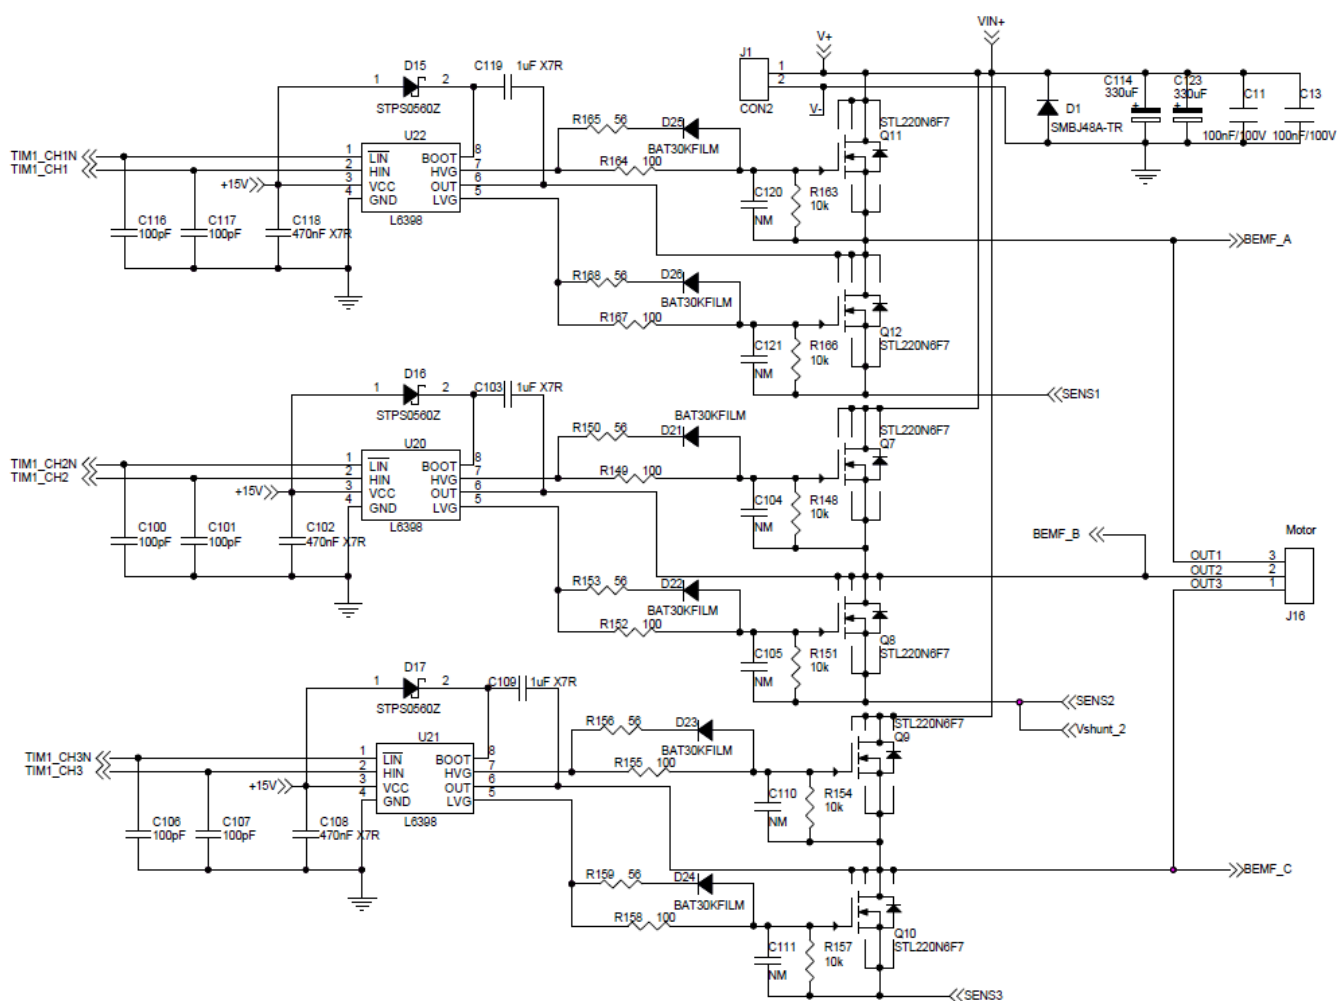 VIN+
V+
J1
1
2
CON2
V-
C114
330uF
C123
330uF
C11
C13
D1
SMBJ48A-TR
100nF/100V
100nF/100V
D15
C119
1uF X7R
1
2
STPS0560Z
U22
TIM1_CH1N
TIM1_CH1
+15V
1
2
3
4
LIN
HIN
VCC
GND
BOOT
HVG
OUT
LVG
8
7
6
5
L6398
C116
100pF
C117
100pF
C118
470nF X7R
R165
56
D25
BAT30KFILM
R164
100
C120
NM
R163
10k
STL220N6F7
Q11
BEMF_A
R168
56
D26
BAT30KFILM
R167
100
C121
NM
R166
10k
Q12
STL220N6F7
SENS1
D16
C103
1uF X7R
1
2
STPS0560Z
U20
TIM1_CH2N
TIM1_CH2
+15V
1
2
3
4
LIN
HIN
VCC
GND
BOOT
HVG
OUT
LVG
8
7
6
5
L6398
C100
100pF
C101
100pF
C102
470nF X7R
BAT30KFILM
R150
56
D21
R149
100
C104
NM
R148
10k
STL220N6F7
Q7
BEMF_B
Motor
OUT1
3
OUT2
2
OUT3
1
J16
R153
56
D22
BAT30KFILM
R152
100
C105
NM
R151
10k
Q8
STL220N6F7
SENS2
Vshunt_2
D17
C109
1uF X7R
1
2
STPS0560Z
U21
TIM1_CH3N
TIM1_CH3
+15V
1
2
3
4
LIN
HIN
VCC
GND
BOOT
HVG
OUT
LVG
8
7
6
5
L6398
C106
100pF
C107
100pF
C108
470nF X7R
R156
56
D23
BAT30KFILM
R155
100
C110
NM
R154
10k
STL220N6F7
Q9
BEMF_C
R159
56
D24
BAT30KFILM
R158
100
C111
NM
R157
10k
Q10
STL220N6F7
SENS3